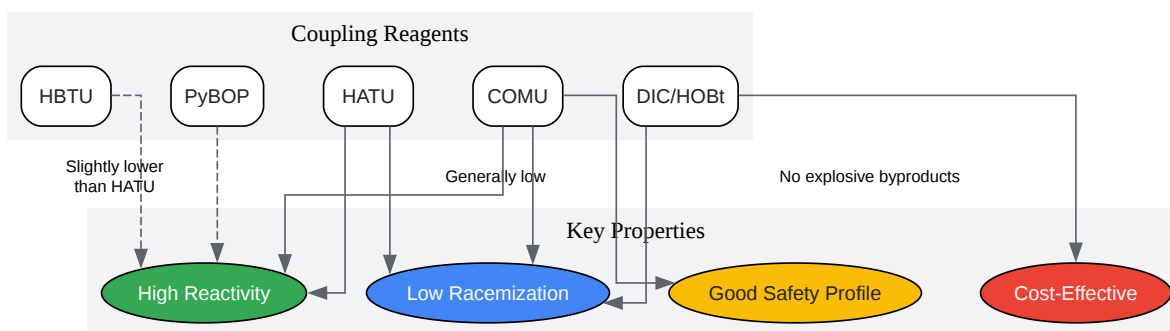 Coupling Reagents
HBTU
PyBOP
HATU
COMU
DIC/HOBt
Slightly lower
than HATU
Generally low
No explosive byproducts
Key Properties
High Reactivity
Low Racemization
Good Safety Profile
Cost-Effective